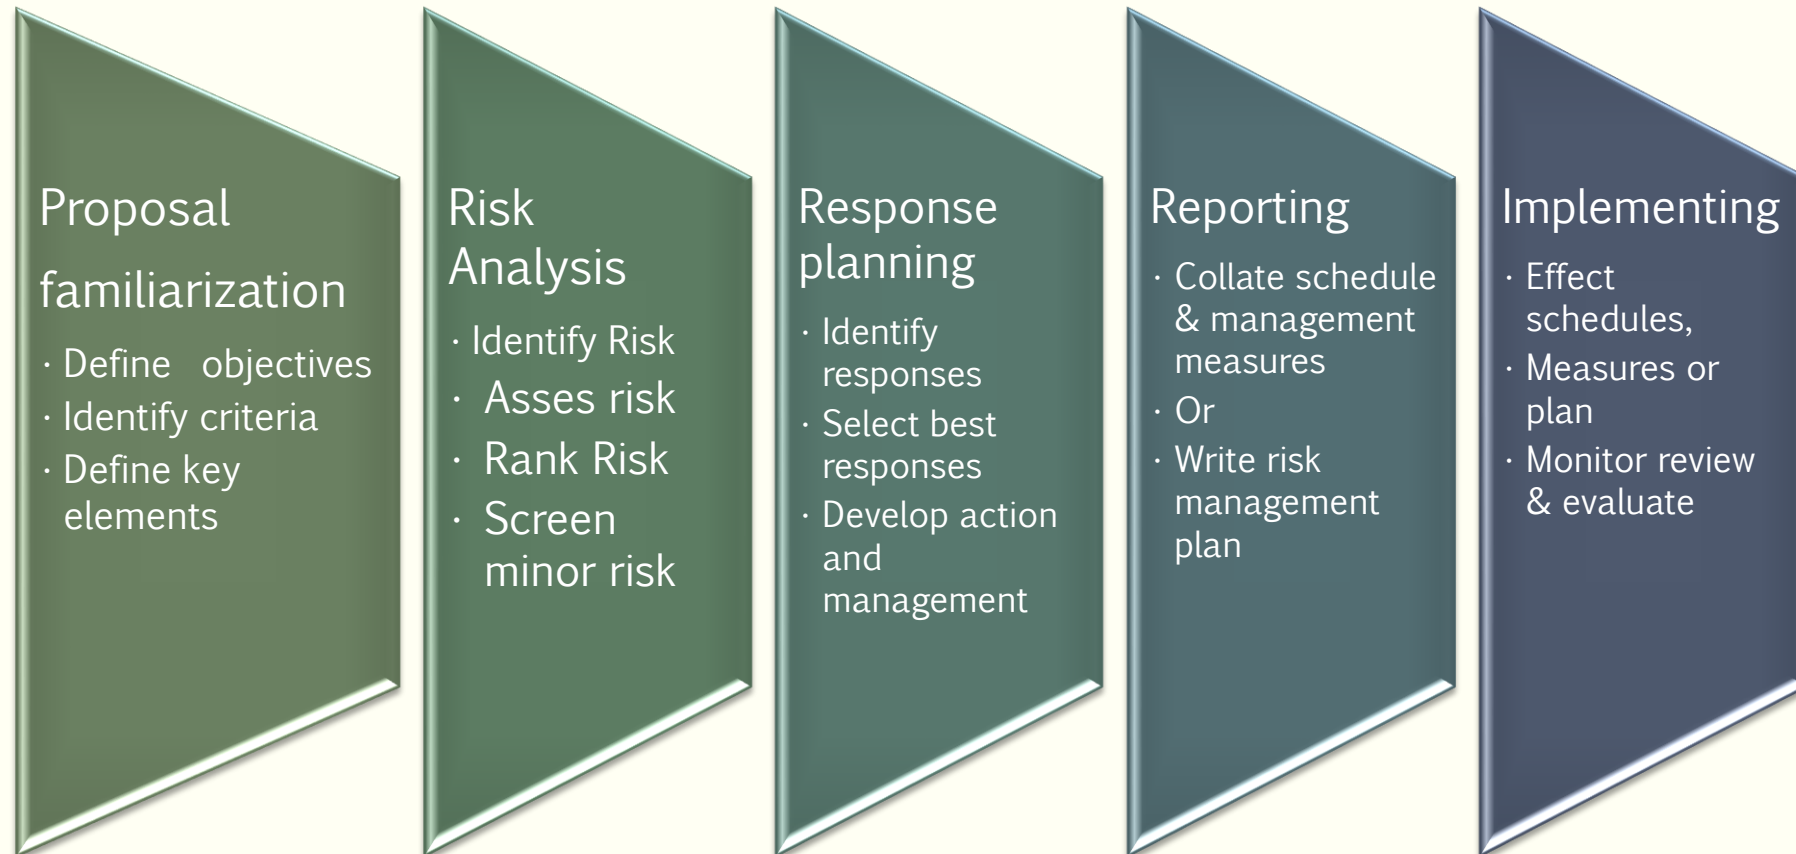 Proposal
familiarization
· Define objectives
· Identify criteria
· Define key
elements
Risk
Analysis
· Identify Risk
· Asses risk
· Rank Risk
· Screen
minor risk
Response
planning
· Identify
responses
· Select best
responses
· Develop action
and
management
Reporting
· Collate schedule
& management
measures
· Or
· Write risk
management
plan
Implementing
· Effect
schedules,
· Measures or
plan
· Monitor review
& evaluate